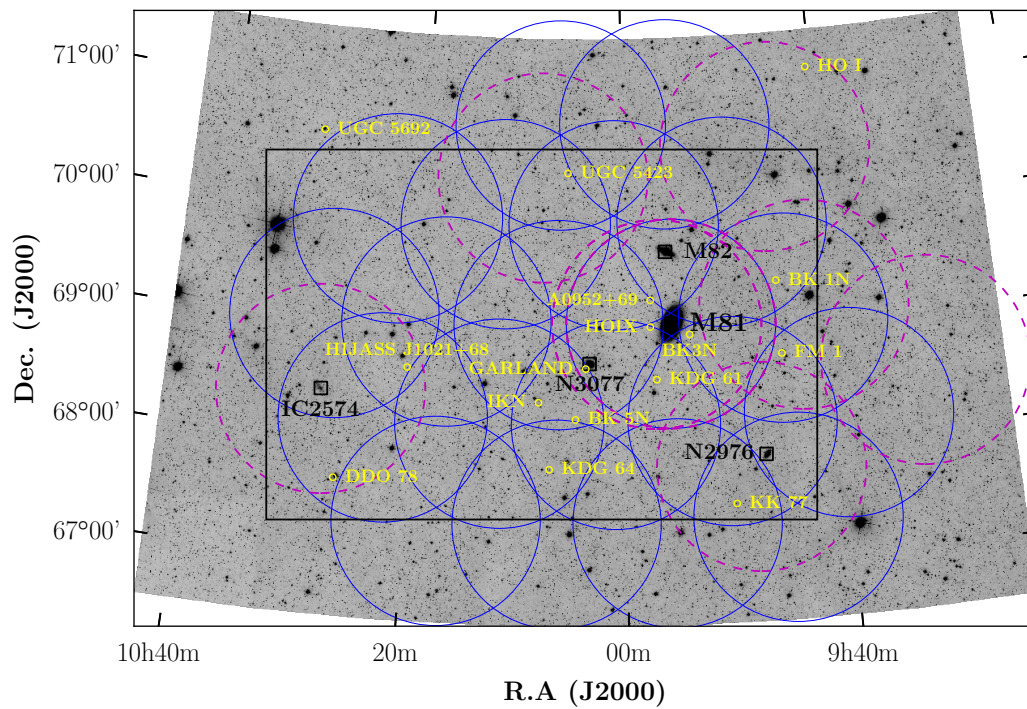 71°00′
HO I
UGC 5692
70°00′
UGC 5423
M82
BK 1N
69°00′
A0952+69
M81
HOIX
HIJASS J1021+68
BK3N
FM 1
GARLAND
N3077
KDG 61
IC2574
IKN
68°00′
BK 5N
N2976
KDG 64
DDO 78
KK 77
67°00′
Dec. (J2000)
10h40m
20m
00m
9h40m
R.A (J2000)